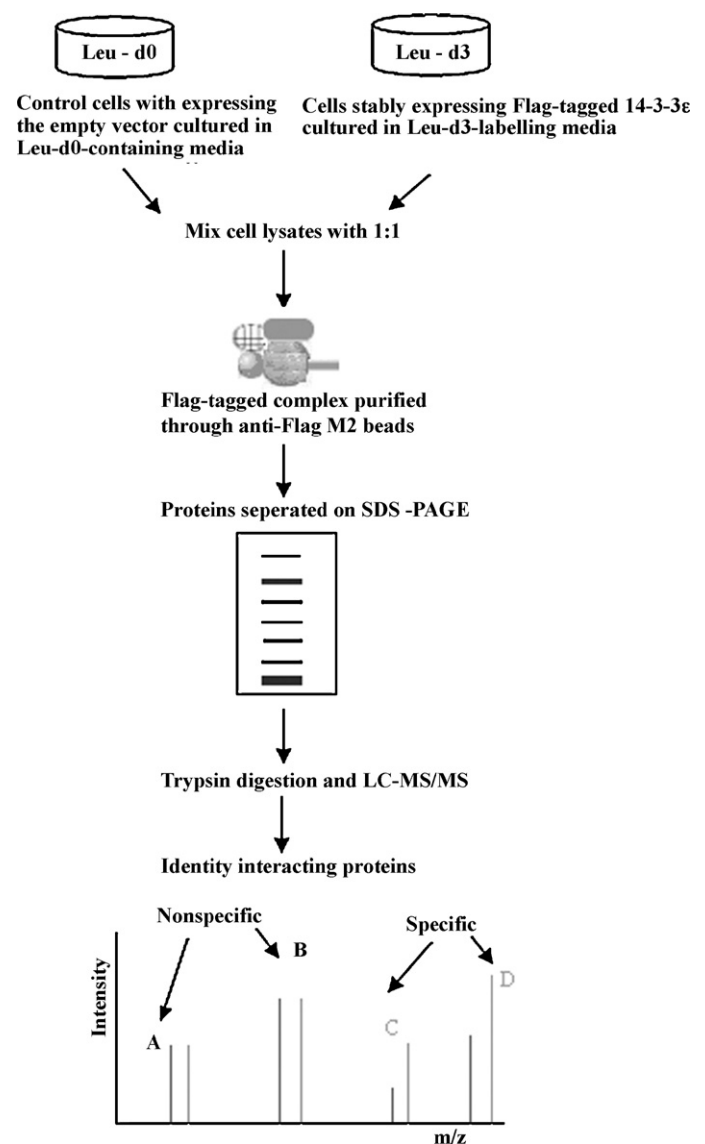 Leu - d0
Leu - d3
Control cells with expressing
the empty vector cultured in
Leu-d0-containing media
Cells stably expressing Flag-tagged 14-3-3ε
cultured in Leu-d3-labelling media
Mix cell lysates with 1:1
Flag-tagged complex purified
through anti-Flag M2 beads
Proteins seperated on SDS -PAGE
Trypsin digestion and LC-MS/MS
Identity interacting proteins
Nonspecific
Specific
B
D
C
A
Intensity
m/z